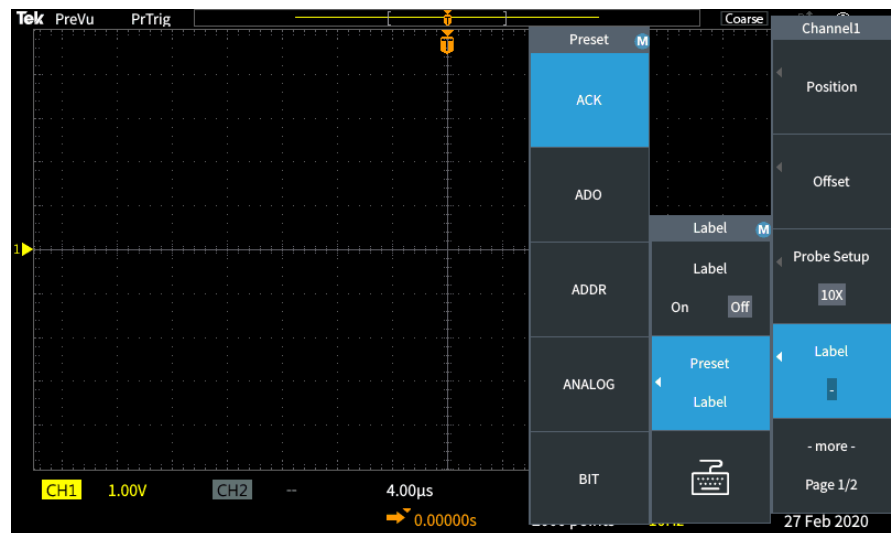 Tek PreVu PrTrig Coarse
Channel1
Preset M
Position
ACK
Offset
ADO
Label M
Label
On Off
Probe Setup
10X
ADDR
Preset
Label
Label
-
ANALOG
- more -
Page 1/2
BIT
1
T
T
CH1 1.00V CH2 -- 4.00µs
0.00000s
27 Feb 2020